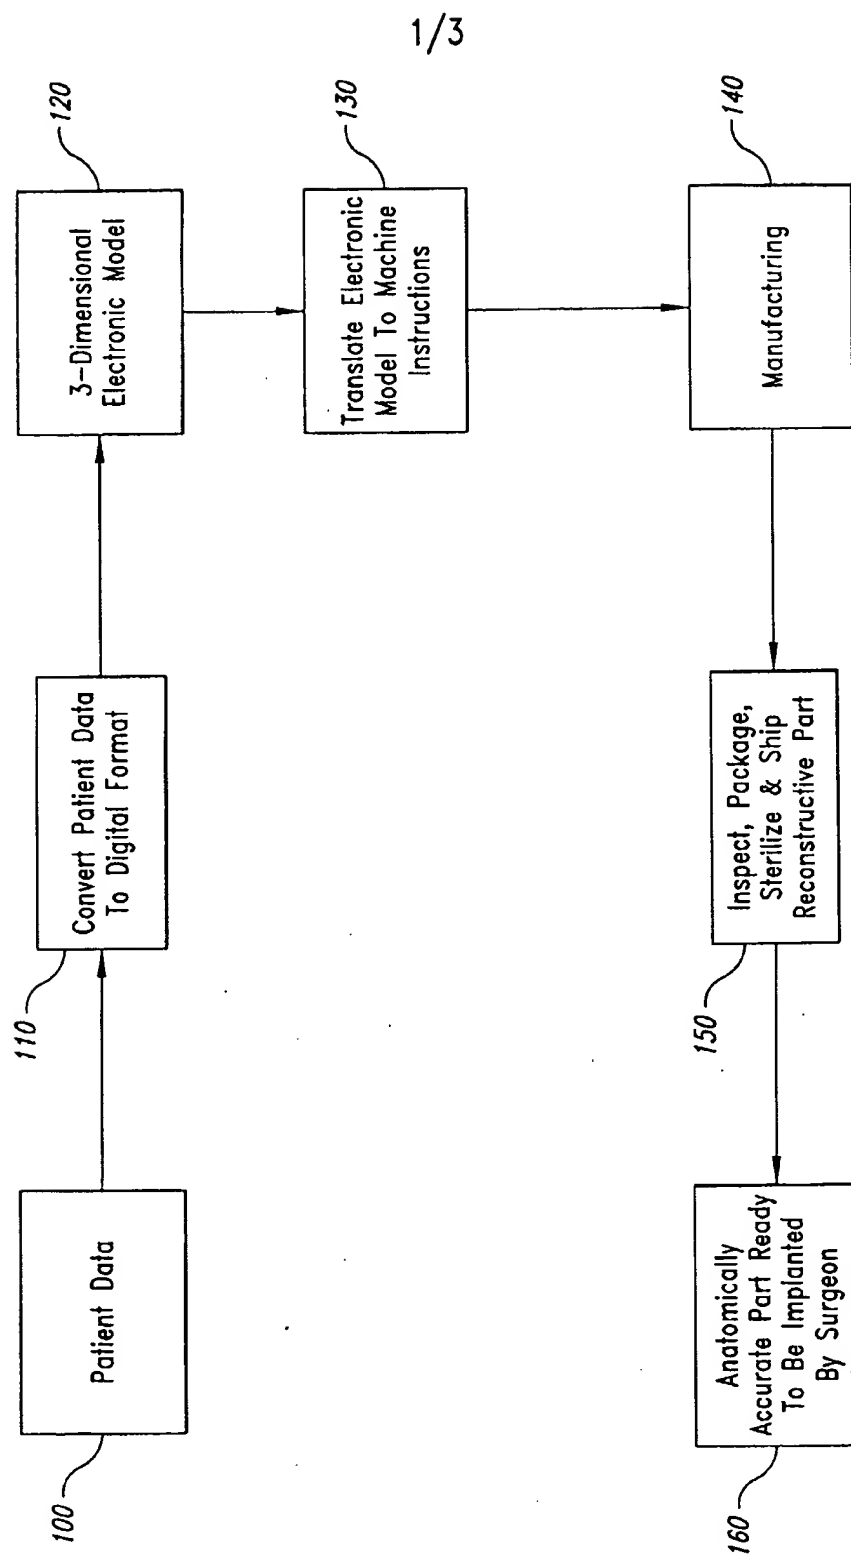 1/3
100
Patient Data
110
Convert Patient Data
To Digital Format
120
3-Dimensional
Electronic Model
130
Translate Electronic
Model To Machine
Instructions
140
Manufacturing
150
Inspect, Package,
Sterilize & Ship
Reconstructive Part
160
Anatomically
Accurate Part Ready
To Be Implanted
By Surgeon